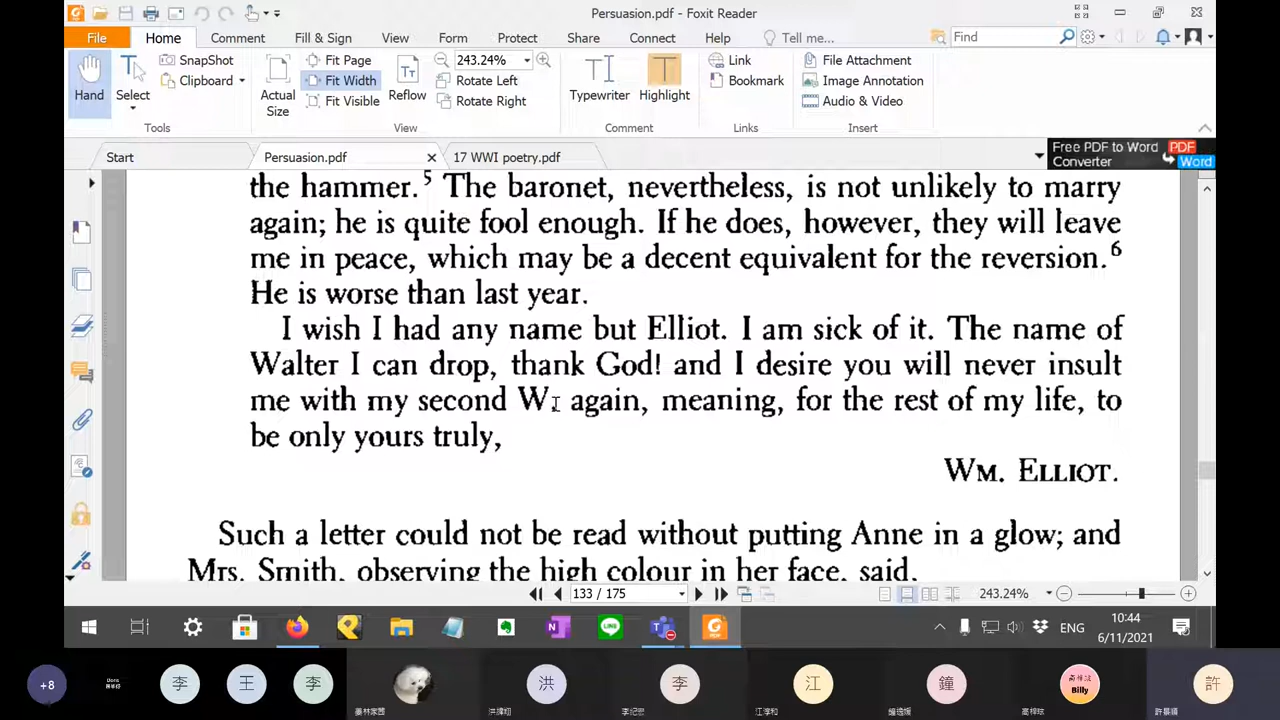 Persuasion.pdf - Foxit Reader
File Home Comment Fill & Sign View Form Protect Share Connect Help Tell me... Find
Hand Select SnapShot Clipboard Actual Size Fit Page Fit Width Fit Visible Reflow 243.24% Rotate Left Rotate Right Typewriter Highlight Link Bookmark File Attachment Image Annotation Audio & Video
Tools View Comment Links Insert
Start Persuasion.pdf 17 WWI poetry.pdf
Free PDF to Word Converter PDF Word
the hammer.⁵ The baronet, nevertheless, is not unlikely to marry
again; he is quite fool enough. If he does, however, they will leave
me in peace, which may be a decent equivalent for the reversion.⁶
He is worse than last year.
I wish I had any name but Elliot. I am sick of it. The name of
Walter I can drop, thank God! and I desire you will never insult
me with my second W. again, meaning, for the rest of my life, to
be only yours truly,
WM. ELLIOT.
Such a letter could not be read without putting Anne in a glow; and
Mrs. Smith, observing the high colour in her face, said,
133 / 175 243.24%
ENG 10:44
6/11/2021
+8 李 王 李 洪 李 江 鐘 Billy 許